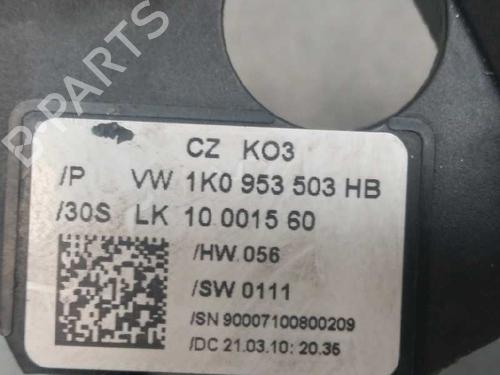 B-PARTS
CZ KO3
/P VW 1K0 953 503 HB
/30S LK 10 0015 60
/HW 056
/SW 0111
/SN 90007100800209
/DC 21.03.10: 20.35